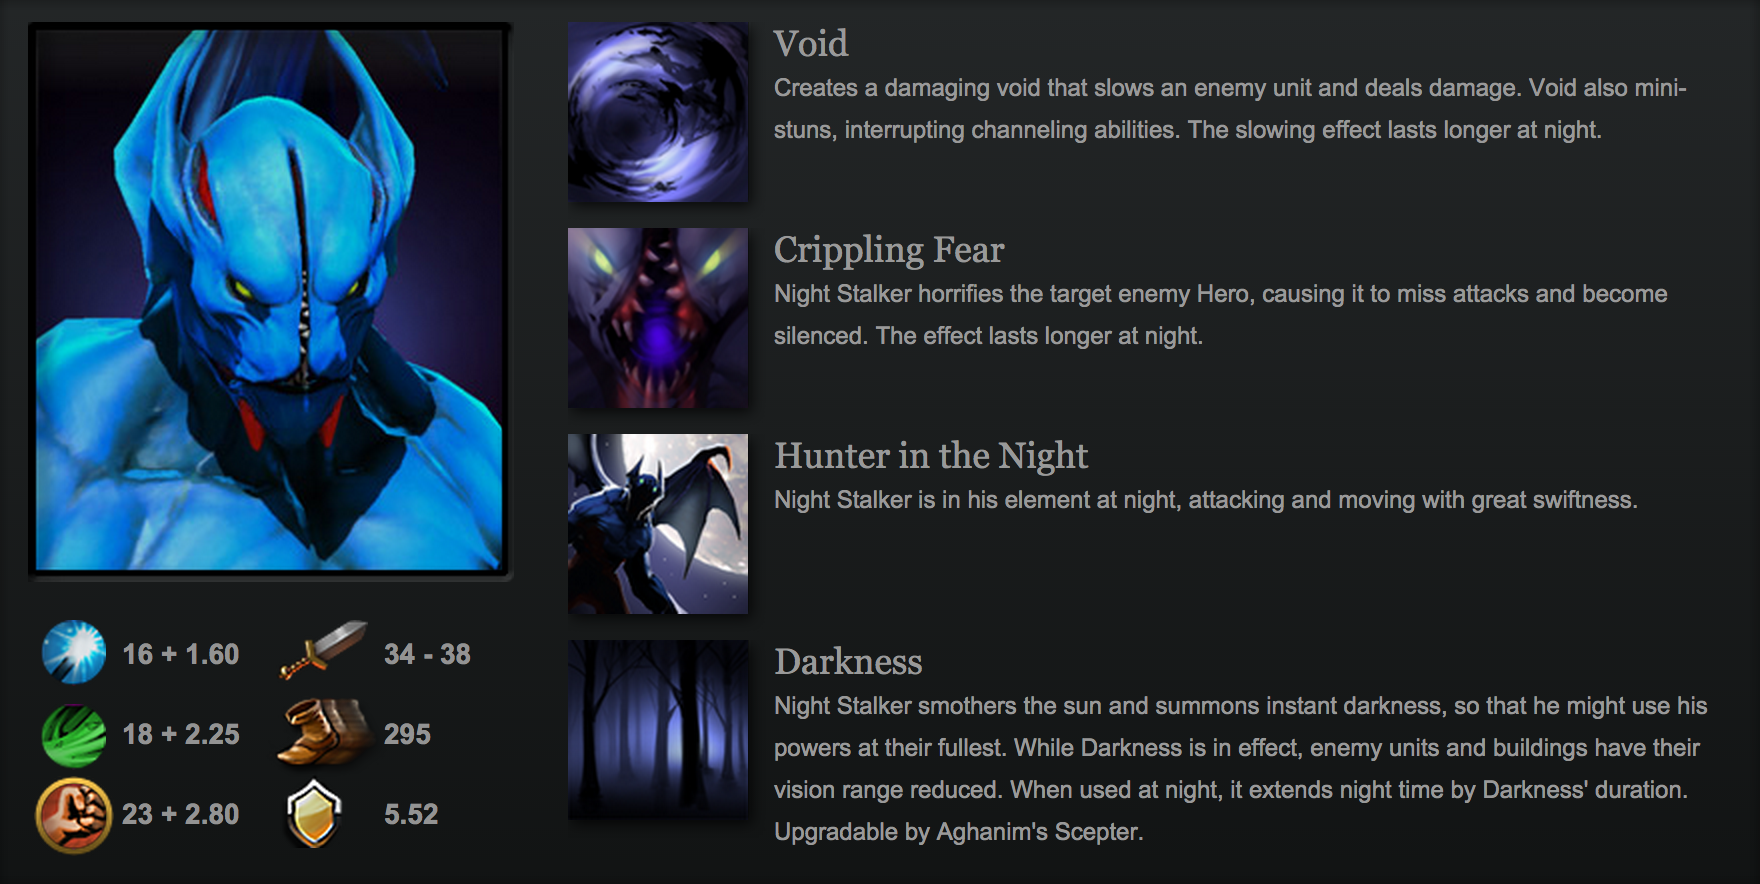 Void
Creates a damaging void that slows an enemy unit and deals damage. Void also mini-
stuns, interrupting channeling abilities. The slowing effect lasts longer at night.
Crippling Fear
Night Stalker horrifies the target enemy Hero, causing it to miss attacks and become
silenced. The effect lasts longer at night.
Hunter in the Night
Night Stalker is in his element at night, attacking and moving with great swiftness.
Darkness
Night Stalker smothers the sun and summons instant darkness, so that he might use his
powers at their fullest. While Darkness is in effect, enemy units and buildings have their
vision range reduced. When used at night, it extends night time by Darkness' duration.
Upgradable by Aghanim's Scepter.
16 + 1.60 34 - 38
18 + 2.25 295
23 + 2.80 5.52